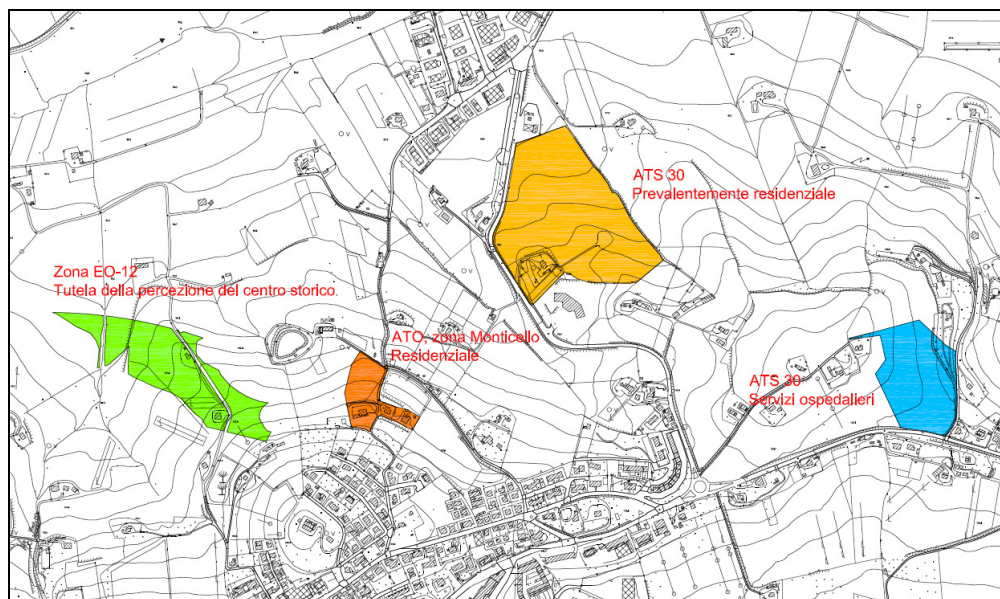 ATS 30
Prevalentemente residenziale
Zona EQ-12
Tutela della percezione del centro storico.
ATO, zona Monticello
Residenziale
ATS 30
Servizi ospedalieri